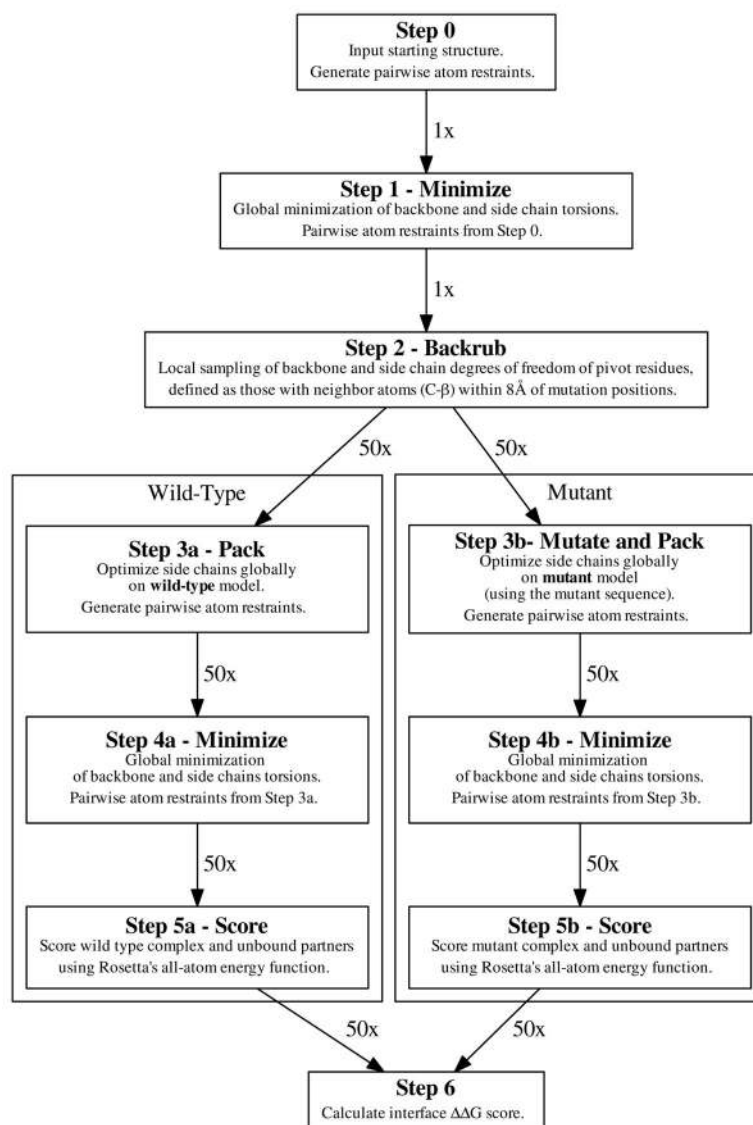 Step 0
Input starting structure.
Generate pairwise atom restraints.
1x
Step 1 - Minimize
Global minimization of backbone and side chain torsions.
Pairwise atom restraints from Step 0.
1x
Step 2 - Backrub
Local sampling of backbone and side chain degrees of freedom of pivot residues,
defined as those with neighbor atoms (C-β) within 8Å of mutation positions.
50x
50x
Wild-Type
Step 3a - Pack
Optimize side chains globally
on wild-type model.
Generate pairwise atom restraints.
50x
Step 4a - Minimize
Global minimization
of backbone and side chains torsions.
Pairwise atom restraints from Step 3a.
50x
Step 5a - Score
Score wild type complex and unbound partners
using Rosetta's all-atom energy function.
50x
Mutant
Step 3b- Mutate and Pack
Optimize side chains globally
on mutant model
(using the mutant sequence).
Generate pairwise atom restraints.
50x
Step 4b - Minimize
Global minimization
of backbone and side chains torsions.
Pairwise atom restraints from Step 3b.
50x
Step 5b - Score
Score mutant complex and unbound partners
using Rosetta's all-atom energy function.
50x
Step 6
Calculate interface ΔΔG score.